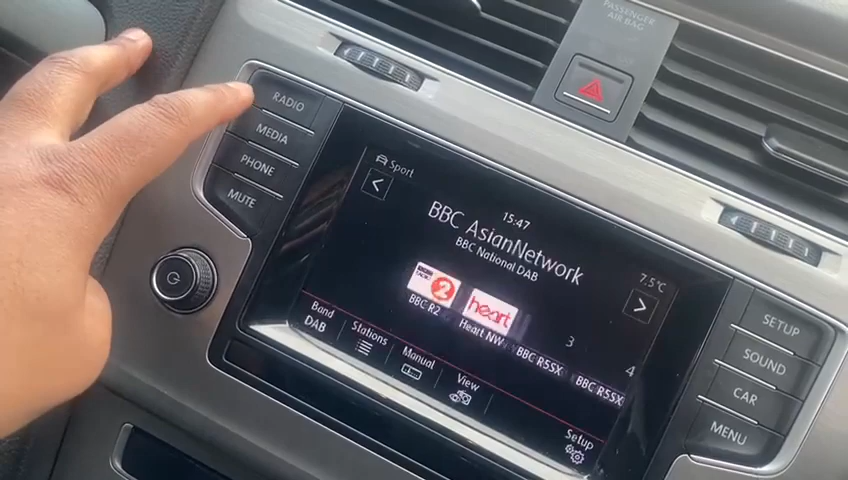 PASSENGER
AIR BAG
RADIO
MEDIA
PHONE
MUTE
Sport
15:47
7.5°C
<
BBC AsianNetwork
BBC National DAB
>
BBC
RADIO
2
heart
BBC R2
Heart NW
3
BBC R5SX
4
BBC R5SX
Band
DAB
Stations
Manual
View
Setup
SETUP
SOUND
CAR
MENU